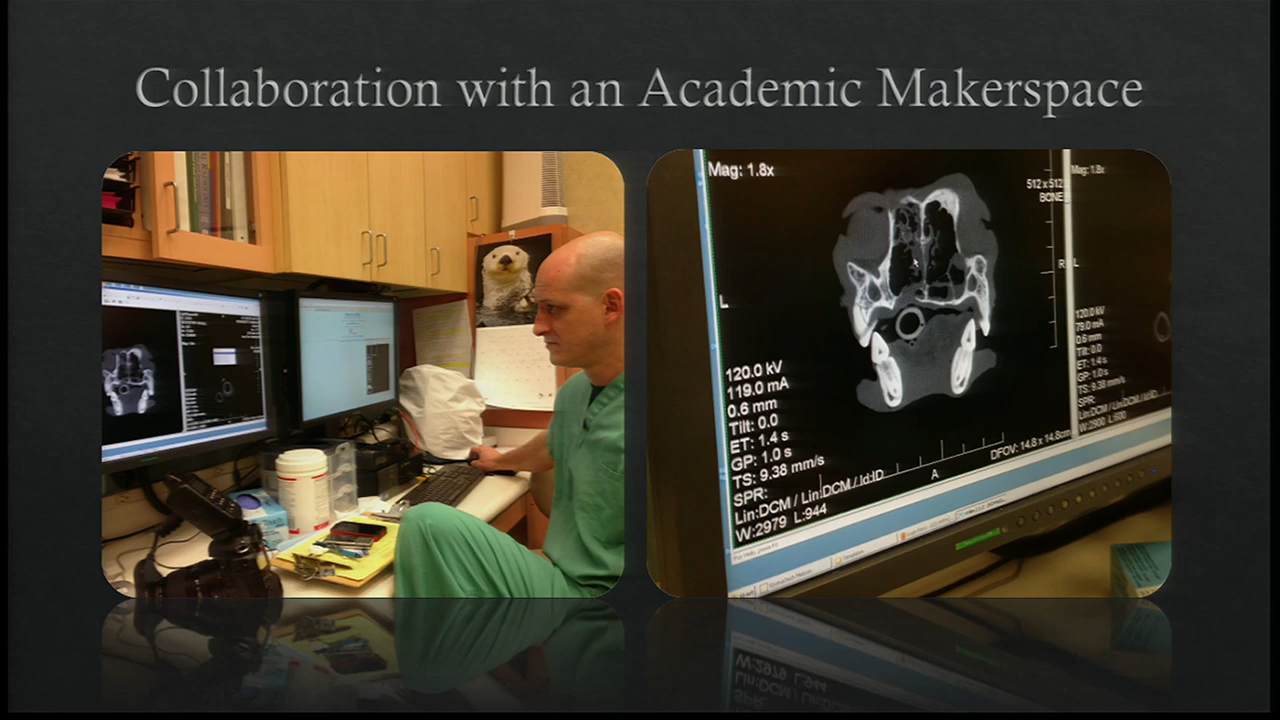 Collaboration with an Academic Makerspace
Mag: 1.8x
512 x 512
BONE
L
R
120.0 kV
119.0 mA
0.6 mm
Tilt: 0.0
ET: 1.4 s
GP: 1.0 s
TS: 9.38 mm/s
SPR:
Lin:DCM / Lin:DCM / Id:ID
W:2979 L:944
A
DFOV: 14.8 x 14.8cm
Mag: 1.8x
L
120.0 kV
79.0 mA
0.6 mm
Tilt: 0.0
ET: 1.4 s
GP: 1.0 s
TS: 9.38 mm/s
SPR:
Lin:DCM / Lin:DCM / Id:ID